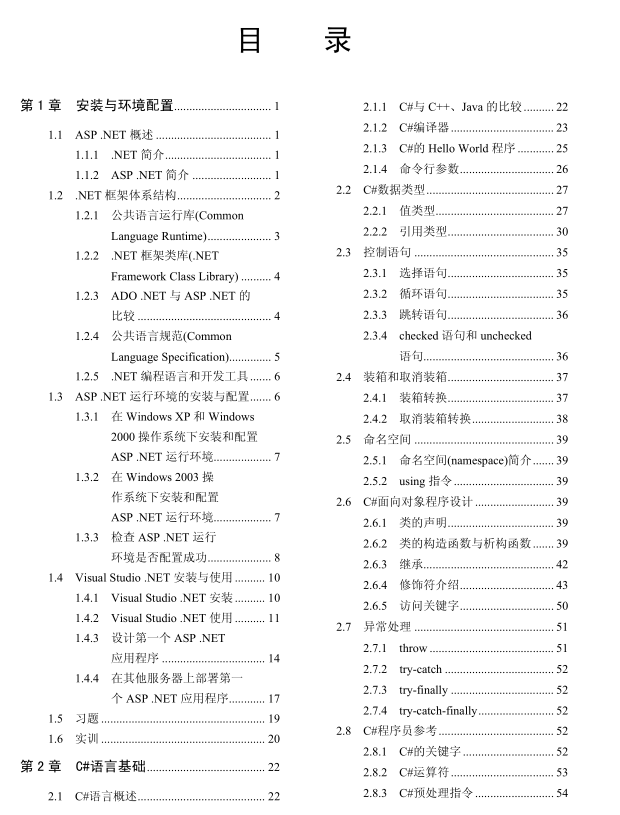 目 录
第 1 章 安装与环境配置................................ 1
1.1 ASP .NET 概述 ...................................... 1
1.1.1 .NET 简介................................... 1
1.1.2 ASP .NET 简介 .......................... 1
1.2 .NET 框架体系结构............................... 2
1.2.1 公共语言运行库(Common
Language Runtime)..................... 3
1.2.2 .NET 框架类库(.NET
Framework Class Library) .......... 4
1.2.3 ADO .NET 与 ASP .NET 的
比较 ............................................ 4
1.2.4 公共语言规范(Common
Language Specification).............. 5
1.2.5 .NET 编程语言和开发工具....... 6
1.3 ASP .NET 运行环境的安装与配置....... 6
1.3.1 在 Windows XP 和 Windows
2000 操作系统下安装和配置
ASP .NET 运行环境................... 7
1.3.2 在 Windows 2003 操
作系统下安装和配置
ASP .NET 运行环境................... 7
1.3.3 检查 ASP .NET 运行
环境是否配置成功..................... 8
1.4 Visual Studio .NET 安装与使用 .......... 10
1.4.1 Visual Studio .NET 安装 .......... 10
1.4.2 Visual Studio .NET 使用 .......... 11
1.4.3 设计第一个 ASP .NET
应用程序 .................................. 14
1.4.4 在其他服务器上部署第一
个 ASP .NET 应用程序............ 17
1.5 习题 ...................................................... 19
1.6 实训 ...................................................... 20
第 2 章 C#语言基础....................................... 22
2.1 C#语言概述.......................................... 22
2.1.1 C#与 C++、Java 的比较 .......... 22
2.1.2 C#编译器 .................................. 23
2.1.3 C#的 Hello World 程序 ............ 25
2.1.4 命令行参数............................... 26
2.2 C#数据类型.......................................... 27
2.2.1 值类型....................................... 27
2.2.2 引用类型................................... 30
2.3 控制语句 .............................................. 35
2.3.1 选择语句................................... 35
2.3.2 循环语句................................... 35
2.3.3 跳转语句................................... 36
2.3.4 checked 语句和 unchecked
语句........................................... 36
2.4 装箱和取消装箱................................... 37
2.4.1 装箱转换................................... 37
2.4.2 取消装箱转换........................... 38
2.5 命名空间 .............................................. 39
2.5.1 命名空间(namespace)简介....... 39
2.5.2 using 指令 ................................. 39
2.6 C#面向对象程序设计 .......................... 39
2.6.1 类的声明................................... 39
2.6.2 类的构造函数与析构函数....... 39
2.6.3 继承........................................... 42
2.6.4 修饰符介绍............................... 43
2.6.5 访问关键字............................... 50
2.7 异常处理 .............................................. 51
2.7.1 throw ......................................... 51
2.7.2 try-catch .................................... 52
2.7.3 try-finally .................................. 52
2.7.4 try-catch-finally......................... 52
2.8 C#程序员参考...................................... 52
2.8.1 C#的关键字 .............................. 52
2.8.2 C#运算符 .................................. 53
2.8.3 C#预处理指令 .......................... 54